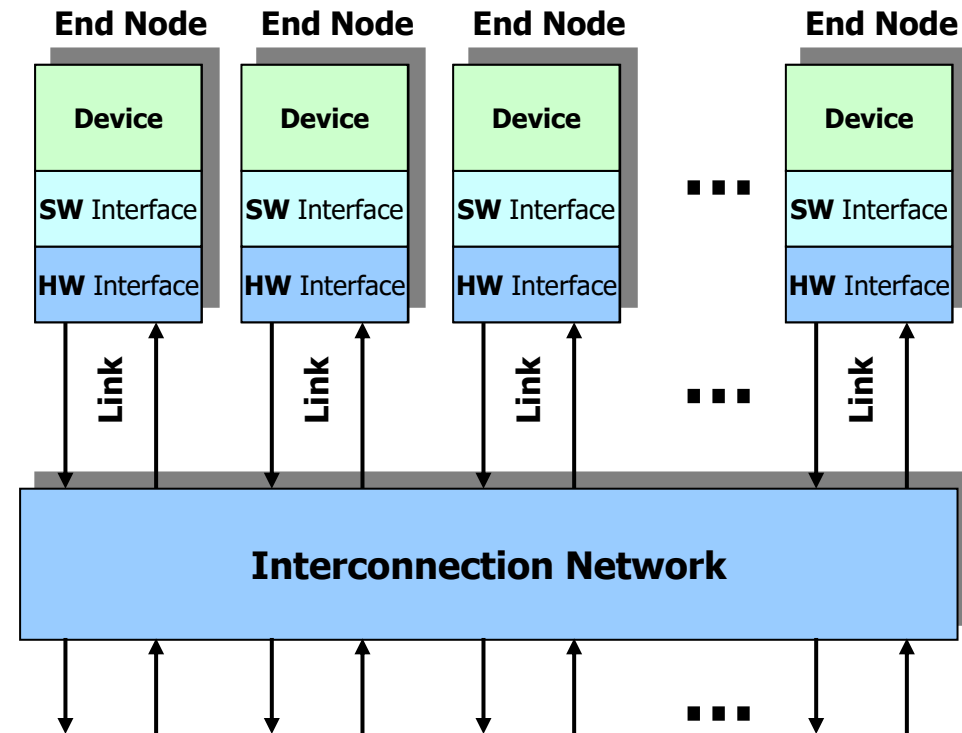 End Node End Node End Node End Node
Device Device Device ... Device
SW Interface SW Interface SW Interface SW Interface
HW Interface HW Interface HW Interface HW Interface
Link Link Link ... Link
Interconnection Network
...